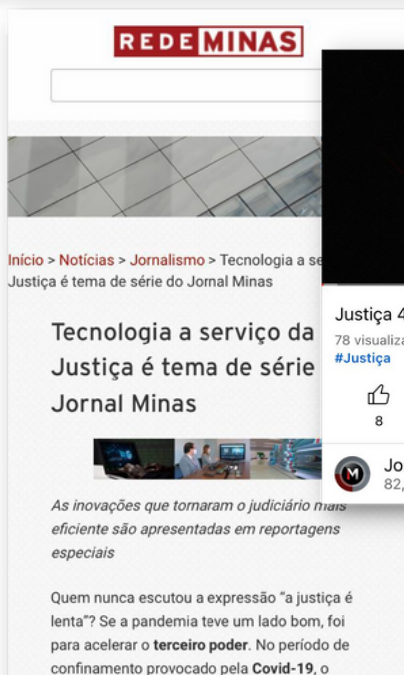 REDE MINAS
Início > Notícias > Jornalismo > Tecnologia a se
Justiça é tema de série do Jornal Minas
Tecnologia a serviço da
Justiça é tema de série
Jornal Minas
As inovações que tornaram o judiciário mais
eficiente são apresentadas em reportagens
especiais
Quem nunca escutou a expressão “a justiça é
lenta”? Se a pandemia teve um lado bom, foi
para acelerar o terceiro poder. No período de
confinamento provocado pela Covid-19, o
Justiça 4
78 visualiza
#Justiça
8
M
Jo
82,